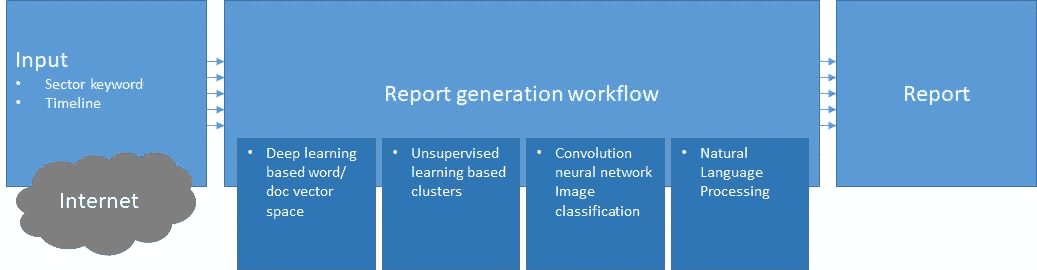 Input
• Sector keyword
• Timeline
Internet
Report generation workflow
• Deep learning
based word/
doc vector
space
• Unsupervised
learning based
clusters
• Convolution
neural network
Image
classification
• Natural
Language
Processing
Report